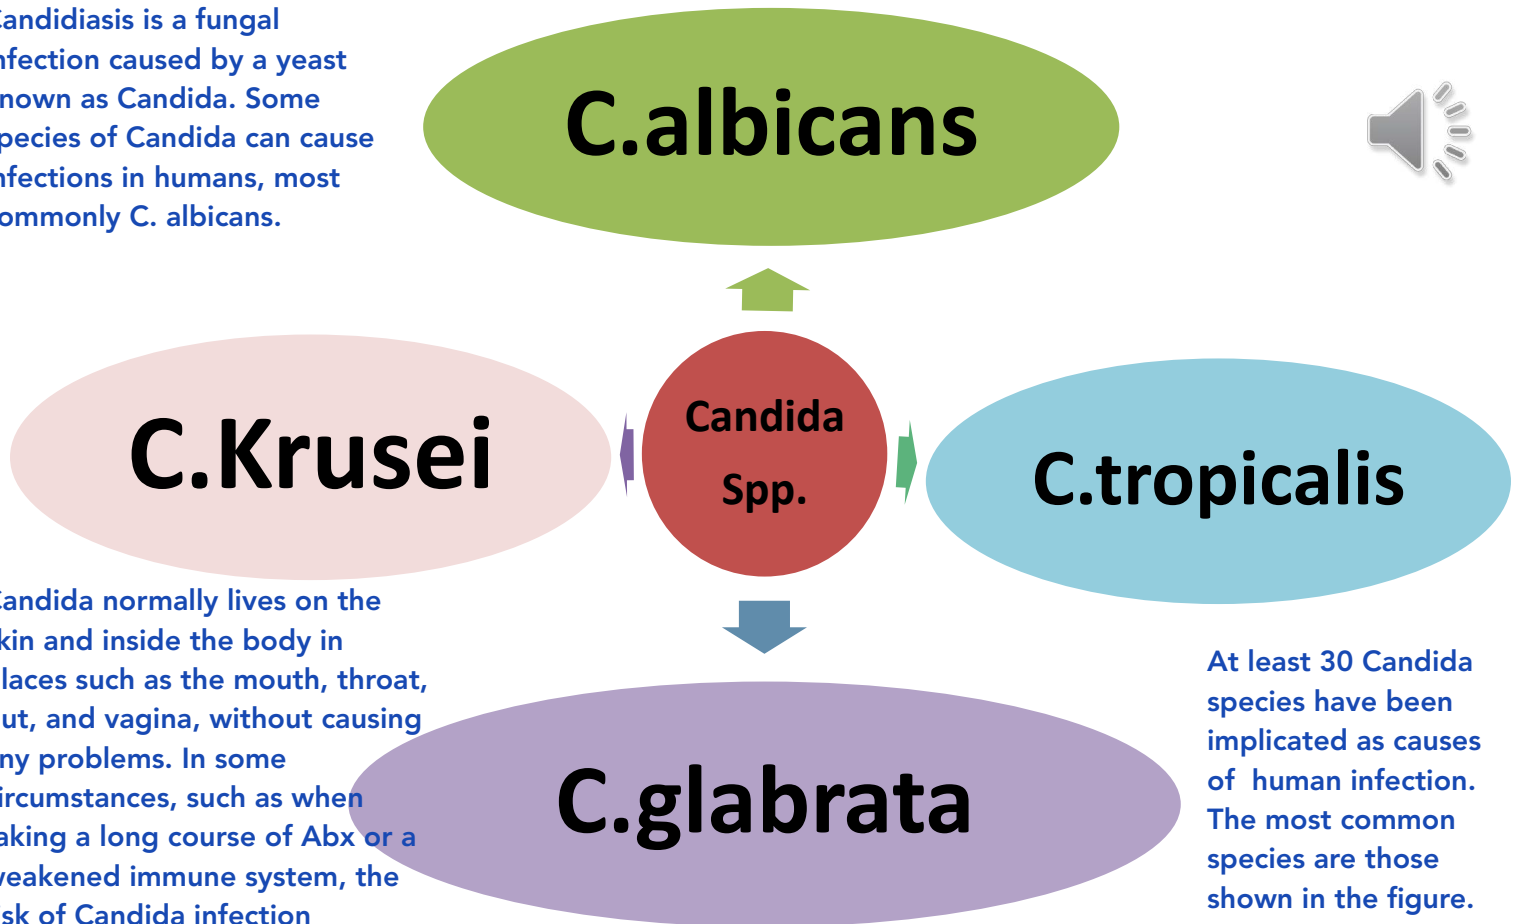 Candidiasis is a fungal
nfection caused by a yeast
nown as Candida. Some
pecies of Candida can cause
nfections in humans, most
ommonly C. albicans.
C.albicans
C.Krusei
Candida
Spp.
C.tropicalis
Candida normally lives on the
kin and inside the body in
laces such as the mouth, throat,
ut, and vagina, without causing
ny problems. In some
ircumstances, such as when
aking a long course of Abx or a
weakened immune system, the
isk of Candida infection
C.glabrata
At least 30 Candida
species have been
implicated as causes
of human infection.
The most common
species are those
shown in the figure.